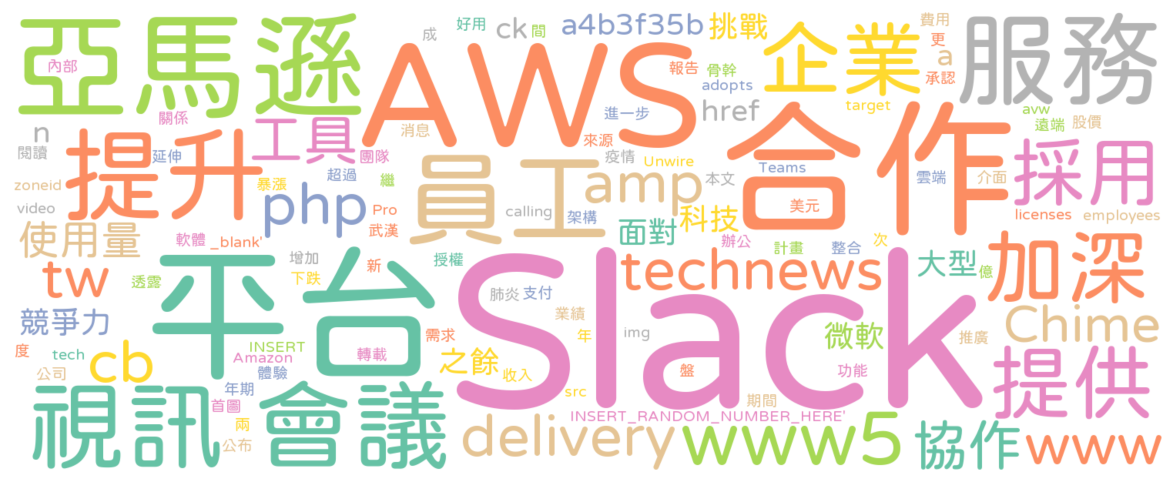 亞馬遜
內部
AWS
成
好用
ck
間
a4b3f35b
挑戰
企業
費用
更
a
承認
服務
n
閱讀
關係
提升
延伸
工具
團隊
消息
報告
骨幹
adopts
進一步
來源
疫情
href
target
avw
遠端
股價
合作
採用
zoneid
video
使用量
暴漲
php
超過
繼
Pro
武漢
員工
calling
架構
amp
Unwire
本文
面對
科技
Teams
美元
辦公
計畫
整合
雲端
介面
次
licenses
employees
軟體
_blank'
tw
透露
增加
下跌
新
授權
平台
Slack
肺炎
支付
technews
大型
億
加深
競爭力
度
tech
cb
公司
INSERT
Amazon
體驗
轉載
需求
之餘
收入
業績
年
img
src
微軟
推廣
Chime
盤
功能
提供
視訊會議
年期
首圖
兩
公布
期間
INSERT_RANDOM_NUMBER_HERE'
delivery
www5
協作
www